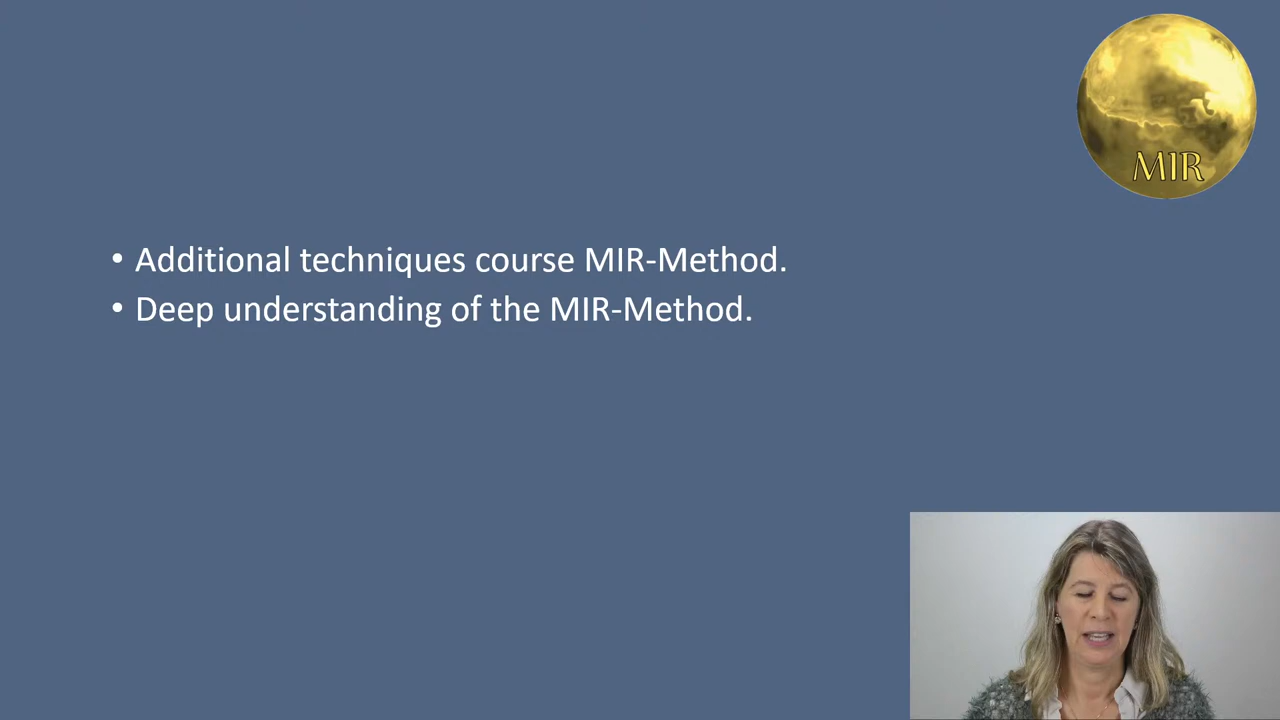 MIR
• Additional techniques course MIR-Method.
• Deep understanding of the MIR-Method.